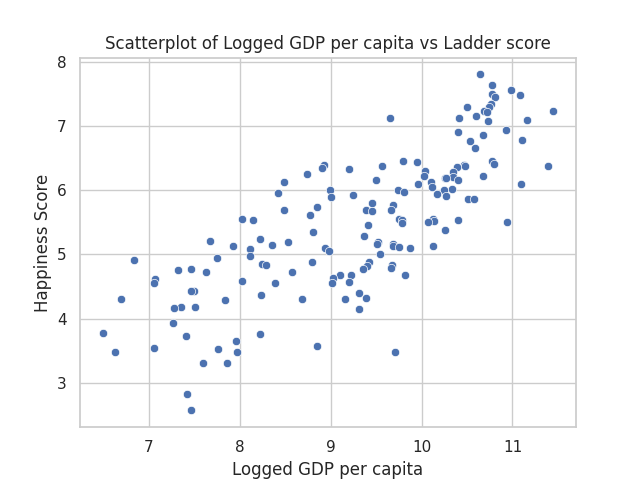 Scatterplot of Logged GDP per capita vs Ladder score
8
7
6
5
4
3
Happiness Score
7 8 9 10 11
Logged GDP per capita